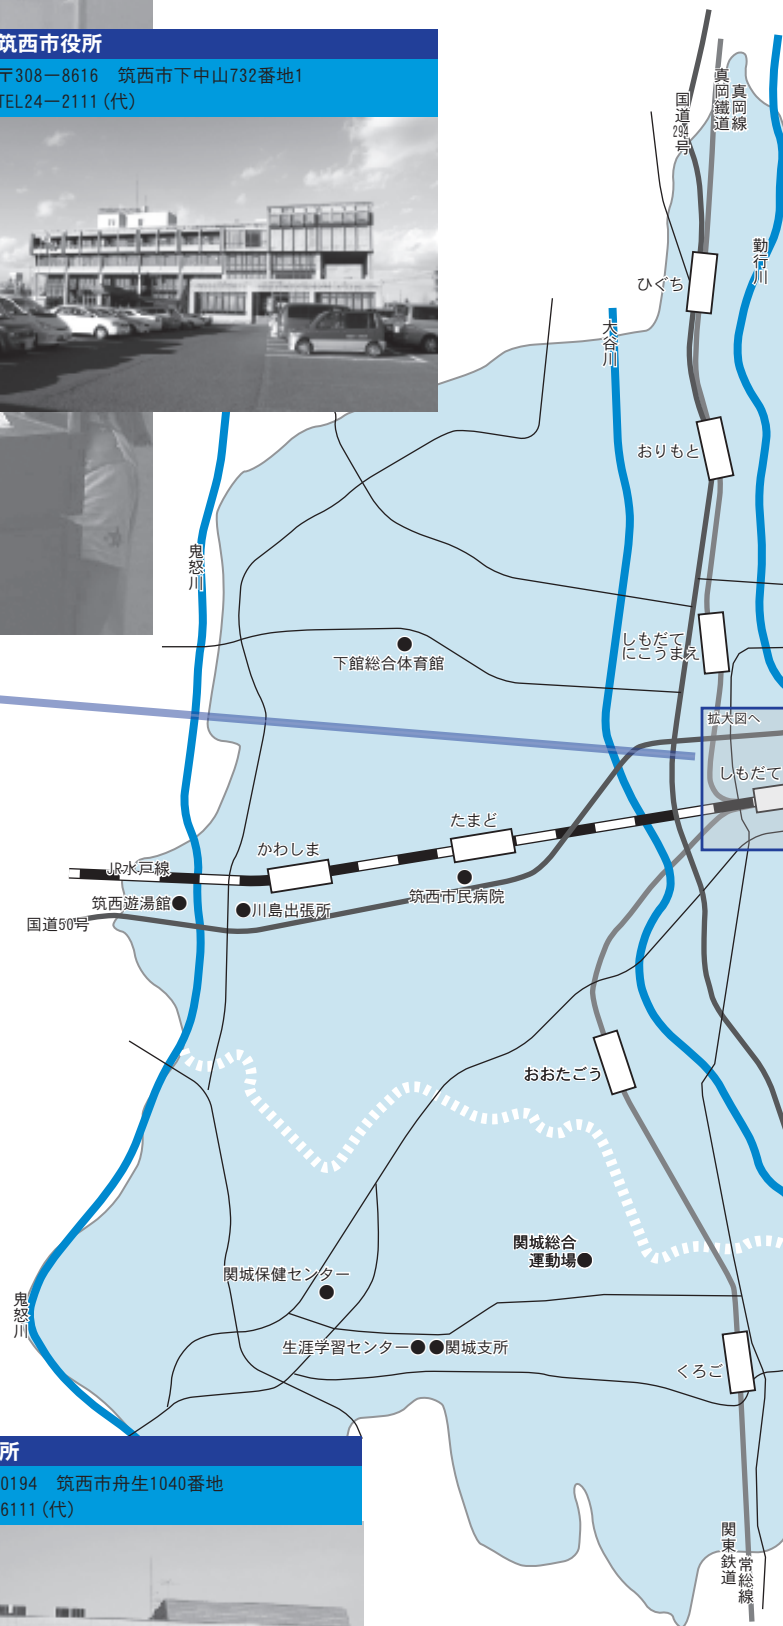 筑西市役所
〒308－8616　筑西市下中山732番地1
TEL24－2111（代）
国道294号
真岡鐵道
真岡線
勤行川
ひぐち
大谷川
おりもと
鬼怒川
しもだて
にこうまえ
下館総合体育館
拡大図へ
しもだて
たまど
かわしま
JR水戸線
筑西遊湯館
川島出張所
筑西市民病院
国道50号
おおたごう
関城総合
運動場
関城保健センター
鬼怒川
生涯学習センター
関城支所
くろご
所
0194　筑西市舟生1040番地
6111（代）
関東鉄道
常総線